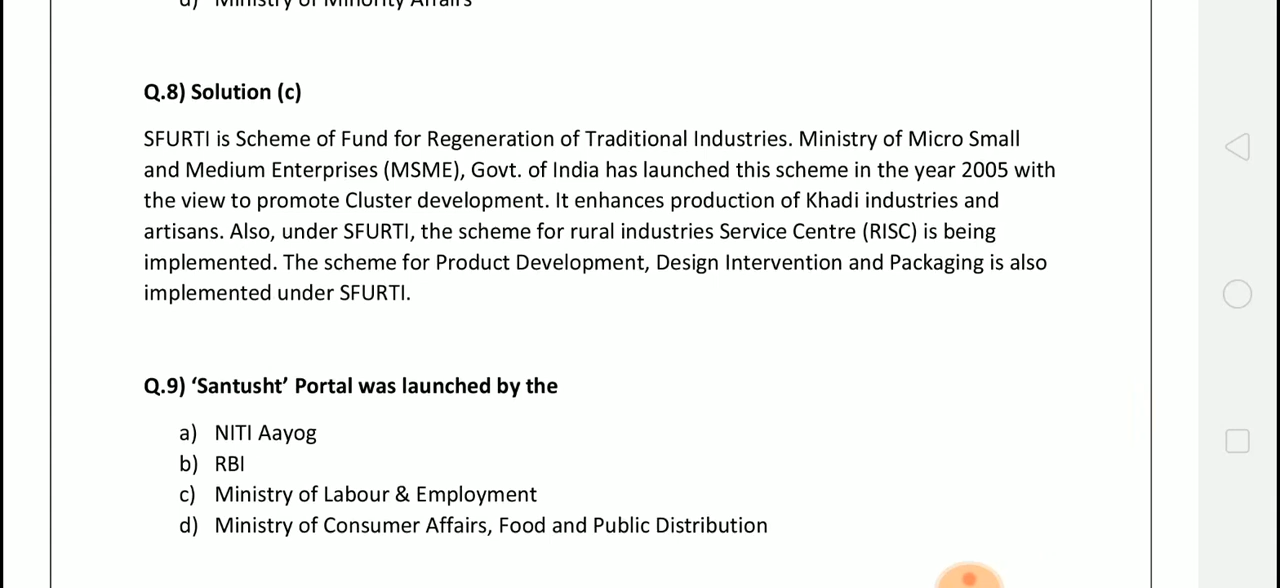 d) Ministry of Minority Affairs
Q.8) Solution (c)
SFURTI is Scheme of Fund for Regeneration of Traditional Industries. Ministry of Micro Small
and Medium Enterprises (MSME), Govt. of India has launched this scheme in the year 2005 with
the view to promote Cluster development. It enhances production of Khadi industries and
artisans. Also, under SFURTI, the scheme for rural industries Service Centre (RISC) is being
implemented. The scheme for Product Development, Design Intervention and Packaging is also
implemented under SFURTI.
Q.9) ‘Santusht’ Portal was launched by the
a) NITI Aayog
b) RBI
c) Ministry of Labour & Employment
d) Ministry of Consumer Affairs, Food and Public Distribution